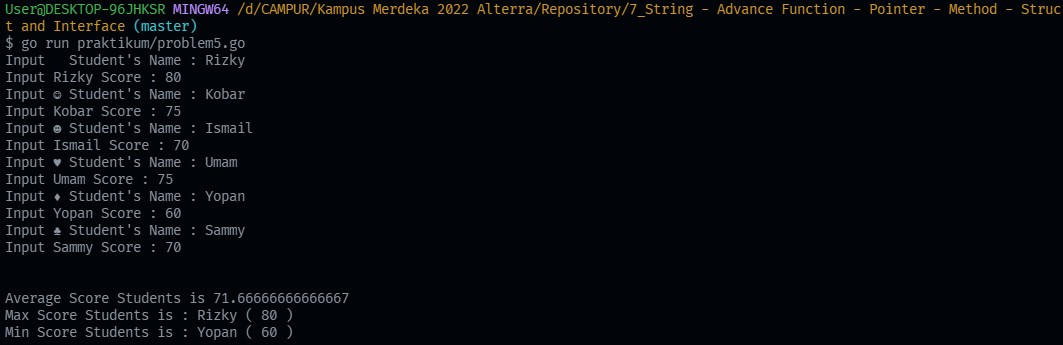 User@DESKTOP-96JHKSR MINGW64 /d/CAMPUR/Kampus Merdeka 2022 Alterra/Repository/7_String - Advance Function - Pointer - Method - Struc
t and Interface (master)
$ go run praktikum/problem5.go
Input   Student's Name : Rizky
Input Rizky Score : 80
Input ☺ Student's Name : Kobar
Input Kobar Score : 75
Input ☻ Student's Name : Ismail
Input Ismail Score : 70
Input ♥ Student's Name : Umam
Input Umam Score : 75
Input ♦ Student's Name : Yopan
Input Yopan Score : 60
Input ♣ Student's Name : Sammy
Input Sammy Score : 70
Average Score Students is 71.66666666666667
Max Score Students is : Rizky ( 80 )
Min Score Students is : Yopan ( 60 )